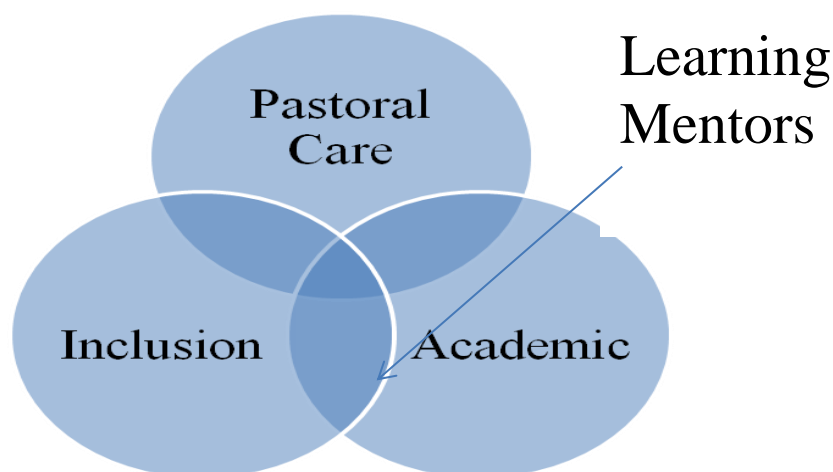 Learning
Mentors
Pastoral
Care
Inclusion
Academic